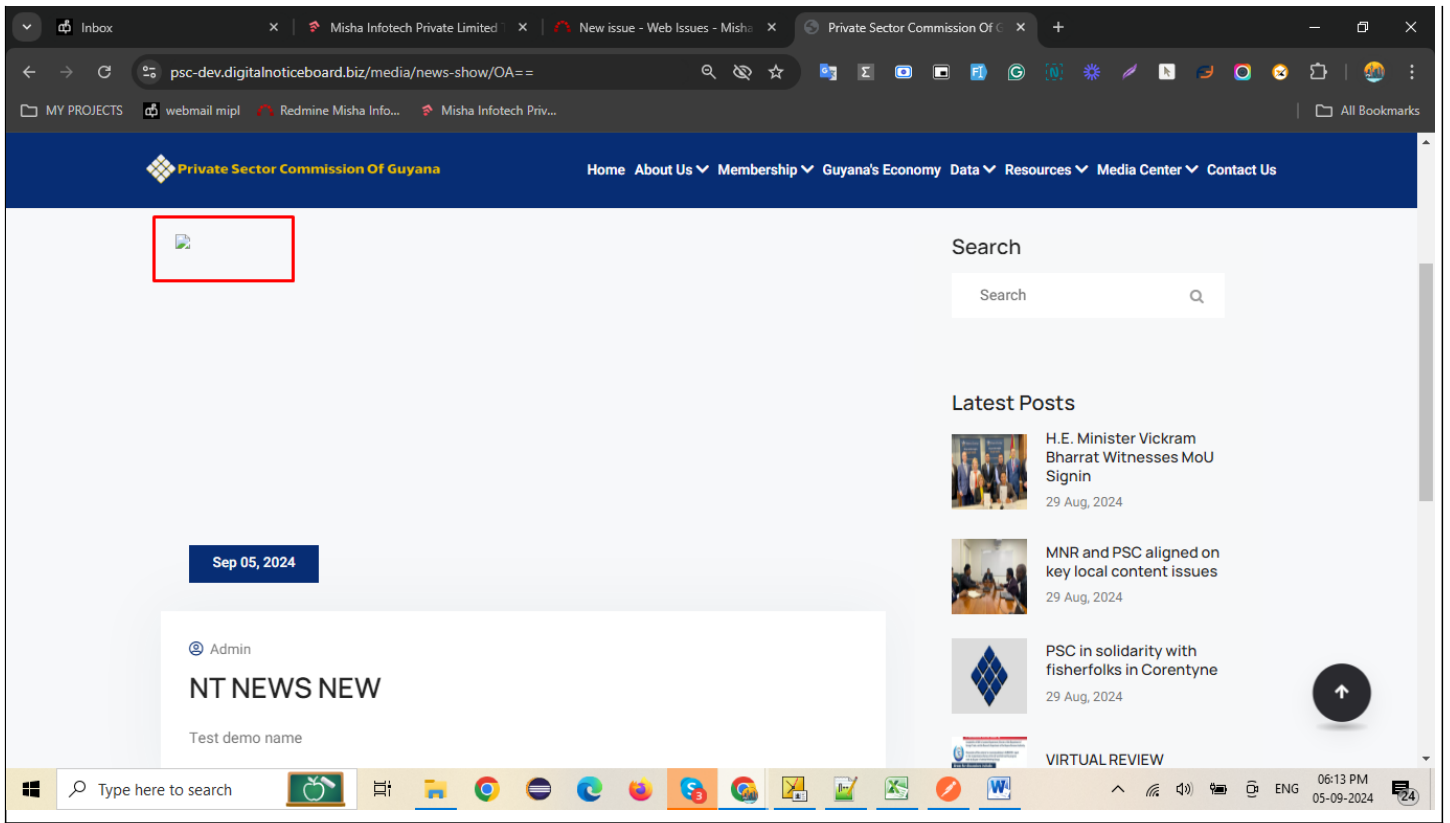 Inbox
Misha Infotech Private Limited
New issue - Web Issues - Misha
Private Sector Commission Of G
psc-dev.digitalnoticeboard.biz/media/news-show/OA==
MY PROJECTS
webmail mipl
Redmine Misha Info...
Misha Infotech Priv...
All Bookmarks
Private Sector Commission Of Guyana
Home About Us Membership Guyana's Economy Data Resources Media Center Contact Us
Search
Search
Latest Posts
H.E. Minister Vickram
Bharrat Witnesses MoU
Signin
29 Aug, 2024
MNR and PSC aligned on
key local content issues
29 Aug, 2024
PSC in solidarity with
fisherfolks in Corentyne
29 Aug, 2024
VIRTUAL REVIEW
Sep 05, 2024
Admin
NT NEWS NEW
Test demo name
Type here to search
ENG
06:13 PM
05-09-2024
24